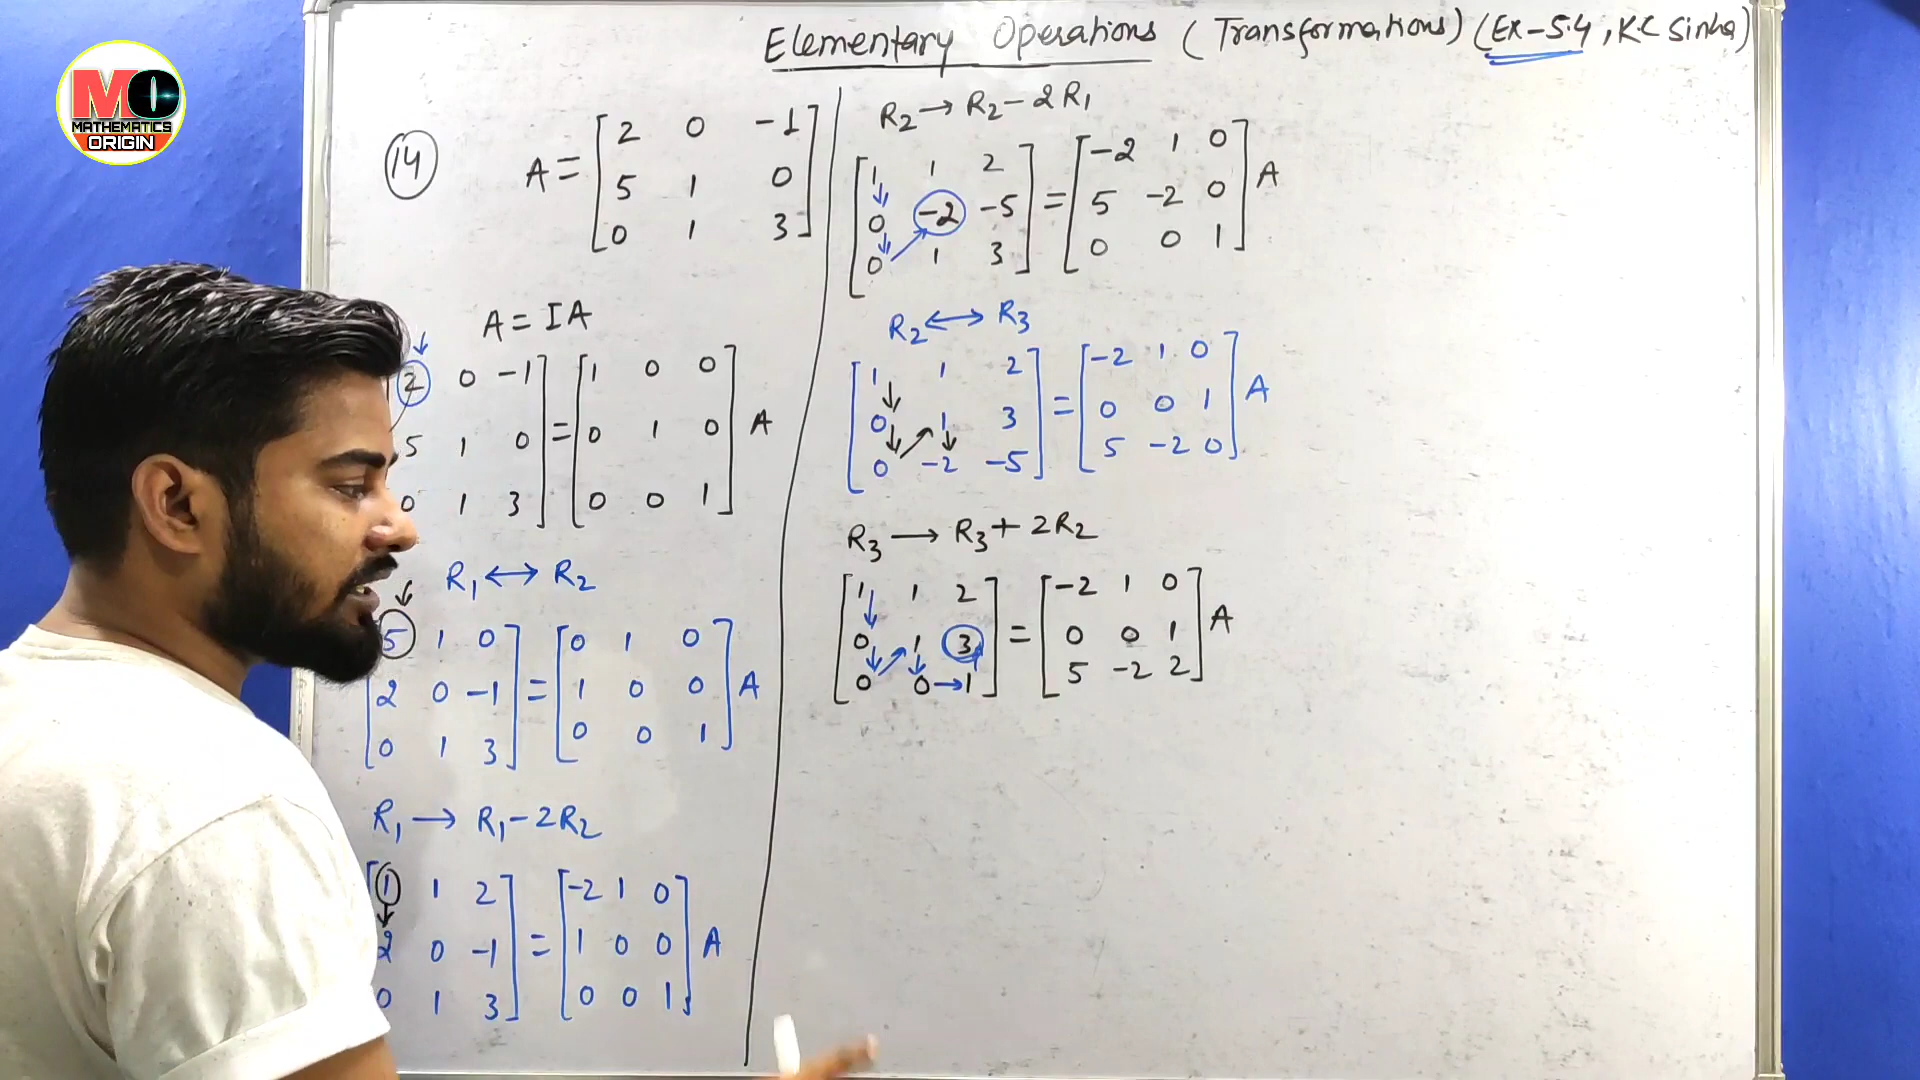 MO
MATHEMATICS
ORIGIN
Elementary Operations (Transformations) (Ex-5.4, K.C Sinha)
14
A = [2 0 -1
5 1 0
0 1 3]
A = IA
[2 0 -1
5 1 0
0 1 3] = [1 0 0
0 1 0
0 0 1] A
R1 ↔ R2
[5 1 0
2 0 -1
0 1 3] = [0 1 0
1 0 0
0 0 1] A
R1 → R1 - 2R2
[1 1 2
2 0 -1
0 1 3] = [-2 1 0
1 0 0
0 0 1] A
R2 → R2 - 2R1
[1 1 2
0 -2 -5
0 1 3] = [-2 1 0
5 -2 0
0 0 1] A
R2 ↔ R3
[1 1 2
0 1 3
0 -2 -5] = [-2 1 0
0 0 1
5 -2 0] A
R3 → R3 + 2R2
[1 1 2
0 1 3
0 0 1] = [-2 1 0
0 0 1
5 -2 2] A